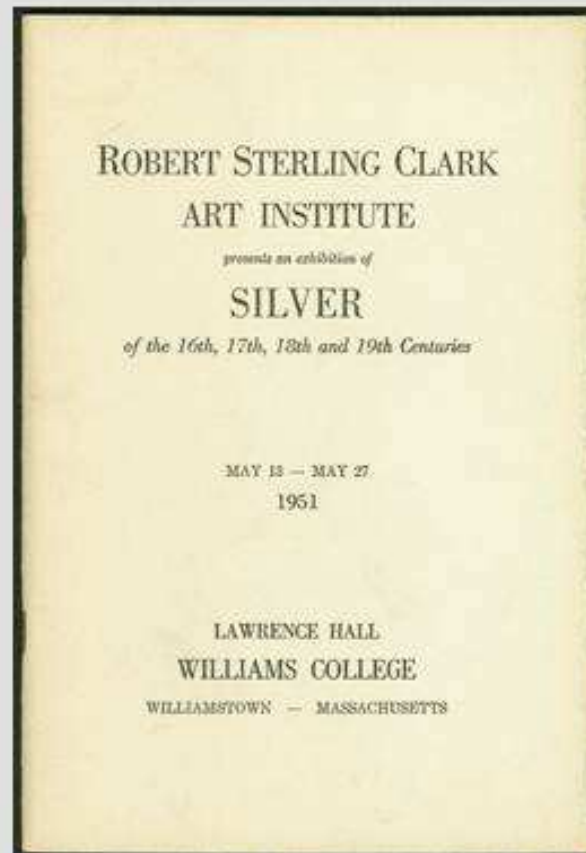 ROBERT STERLING CLARK
ART INSTITUTE
presents an exhibition of
SILVER
of the 16th, 17th, 18th and 19th Centuries
MAY 13 — MAY 27
1951
LAWRENCE HALL
WILLIAMS COLLEGE
WILLIAMSTOWN — MASSACHUSETTS